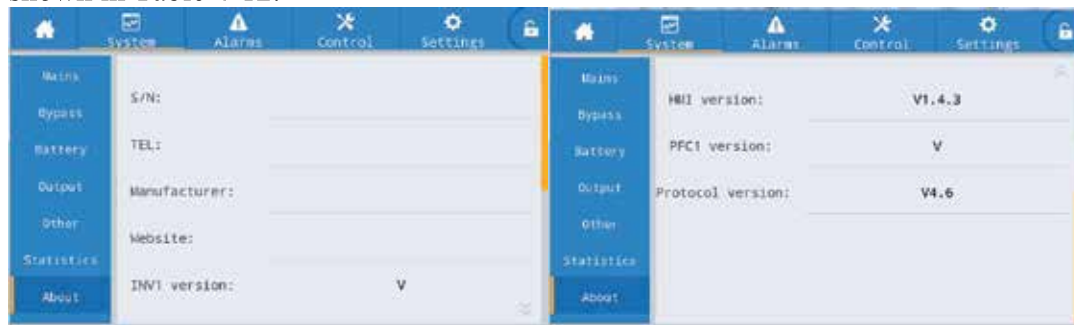 System Alarms Control Settings
Mains
Bypass
Battery
Output
Other
Statistics
About
S/N:
TEL:
Manufacturer:
Website:
INV1 version: V
System Alarms Control Settings
Mains
Bypass
Battery
Output
Other
Statistics
About
HMI version: V1.4.3
PFC1 version: V
Protocol version: V4.6